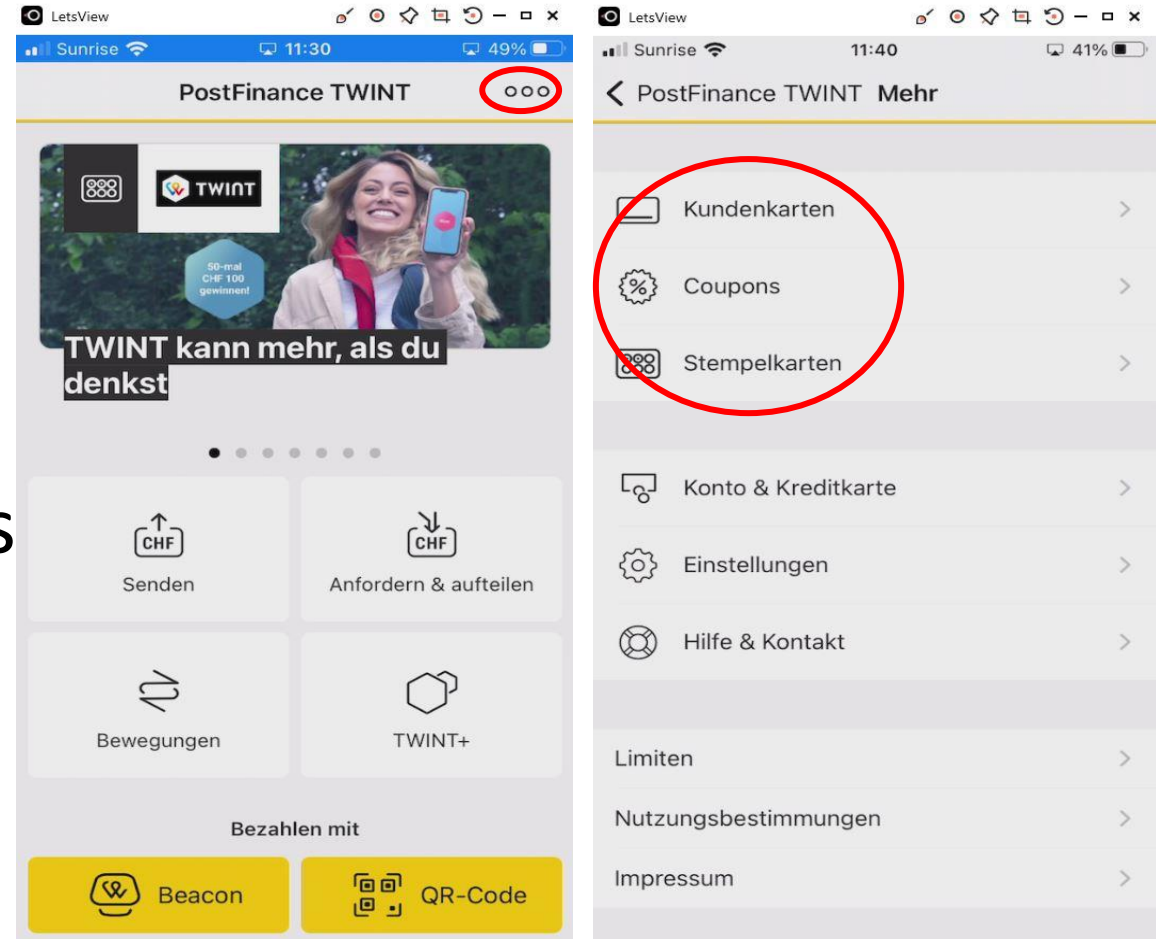 LetsView
Sunrise 11:30 49%
PostFinance TWINT
TWINT
50-mal
CHF 100
gewinnen!
TWINT kann mehr, als du
denkst
CHF CHF
Senden Anfordern & aufteilen
Bewegungen TWINT+
Bezahlen mit
Beacon QR-Code
s
LetsView
Sunrise 11:40 41%
PostFinance TWINT Mehr
Kundenkarten
% Coupons
Stempelkarten
Konto & Kreditkarte
Einstellungen
Hilfe & Kontakt
Limiten
Nutzungsbestimmungen
Impressum